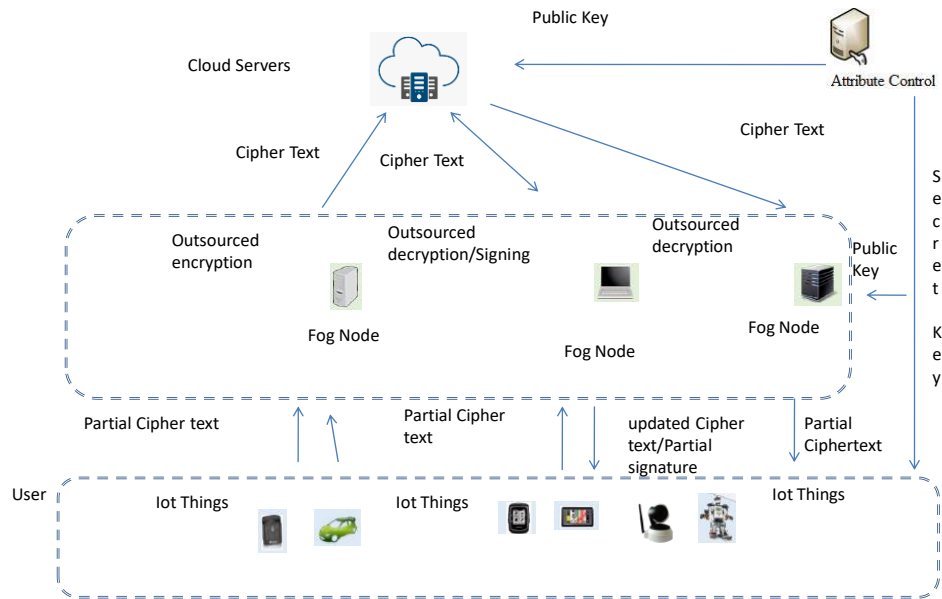 Public Key
Cloud Servers
Attribute Control
Cipher Text
Cipher Text
Cipher Text
S
e
c
r
e
t
K
e
y
Outsourced
encryption
Outsourced
decryption/Signing
Outsourced
decryption
Public
Key
Fog Node
Fog Node
Fog Node
Partial Cipher text
Partial Cipher
text
updated Cipher
text/Partial
signature
Partial
Ciphertext
User
Iot Things
Iot Things
Iot Things